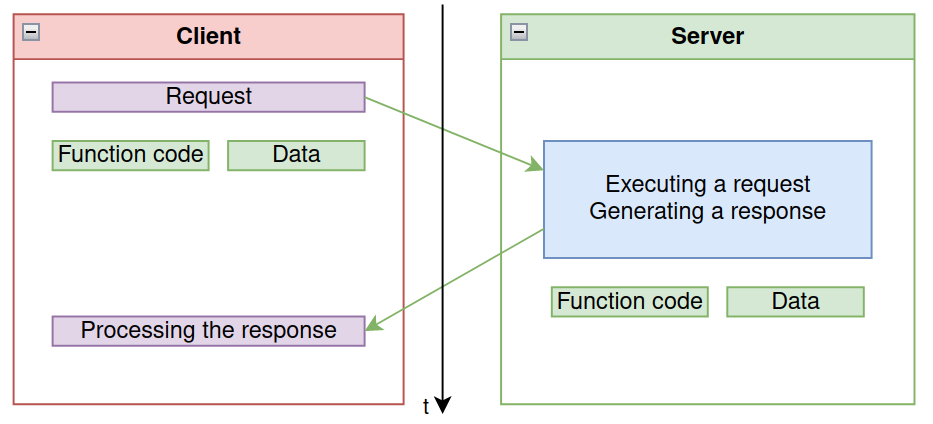 Client
Request
Function code
Data
Processing the response
t
Server
Executing a request
Generating a response
Function code
Data